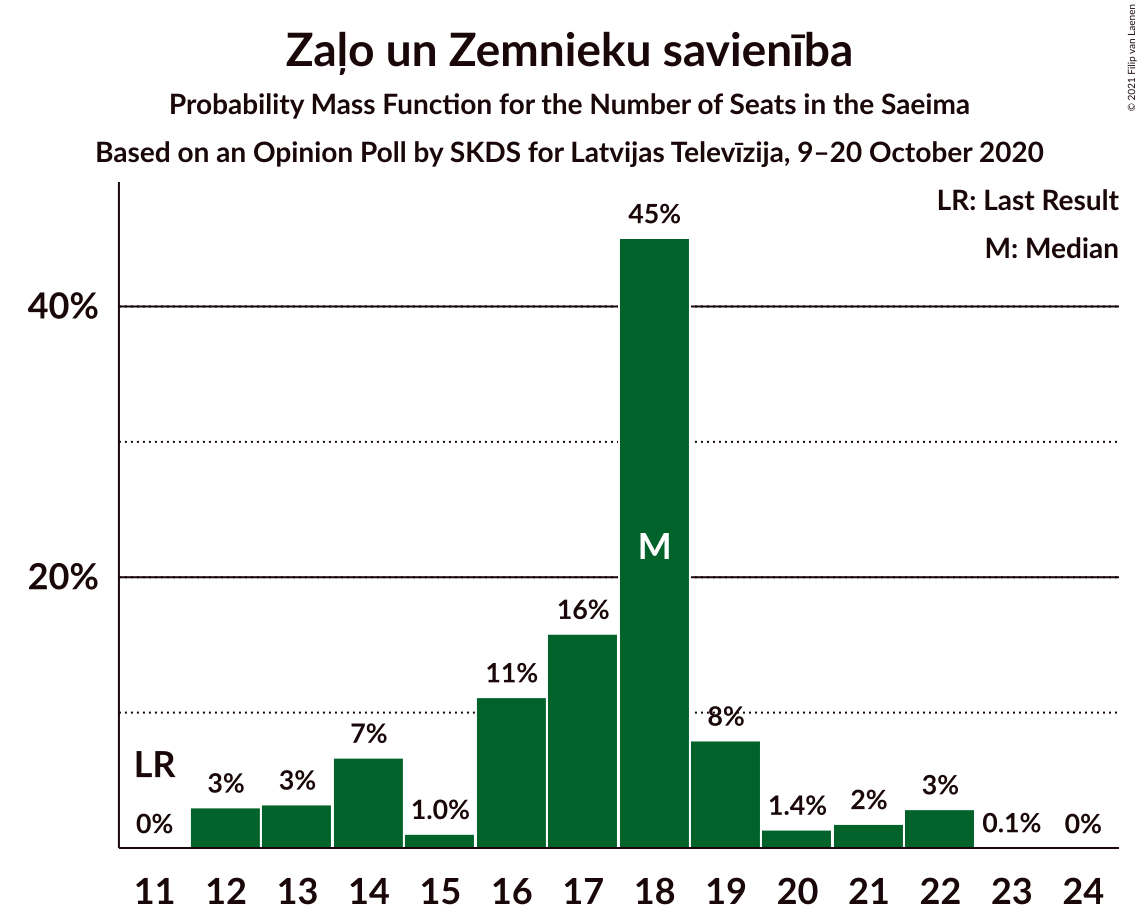 Zaļo un Zemnieku savienība
Probability Mass Function for the Number of Seats in the Saeima
Based on an Opinion Poll by SKDS for Latvijas Televīzija, 9–20 October 2020
© 2021 Filip van Laenen
LR: Last Result
M: Median
45%
40%
M
20%
16%
11%
8%
7%
LR
3%
3%
1.0%
1.4%
2%
3%
0%
0.1%
0%
11 12 13 14 15 16 17 18 19 20 21 22 23 24